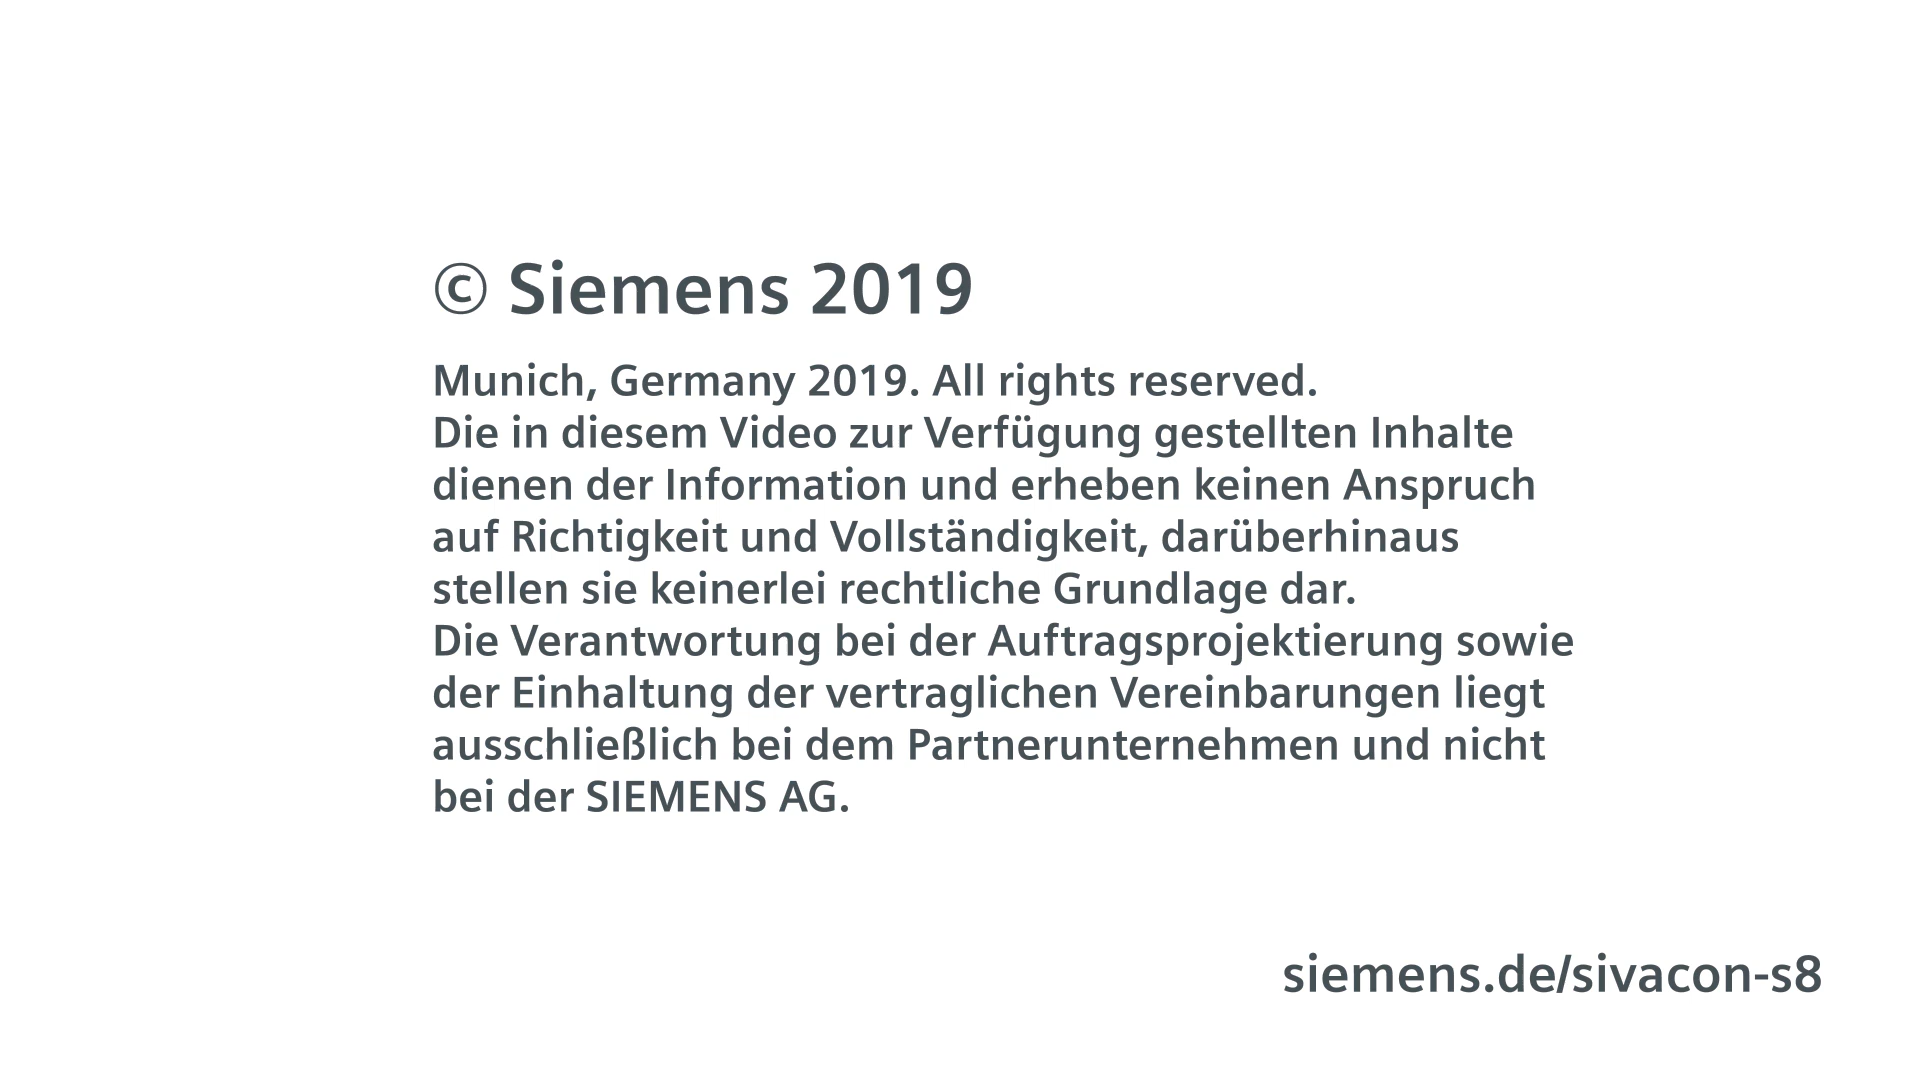 © Siemens 2019
Munich, Germany 2019. All rights reserved.
Die in diesem Video zur Verfügung gestellten Inhalte
dienen der Information und erheben keinen Anspruch
auf Richtigkeit und Vollständigkeit, darüberhinaus
stellen sie keinerlei rechtliche Grundlage dar.
Die Verantwortung bei der Auftragsprojektierung sowie
der Einhaltung der vertraglichen Vereinbarungen liegt
ausschließlich bei dem Partnerunternehmen und nicht
bei der SIEMENS AG.
siemens.de/sivacon-s8